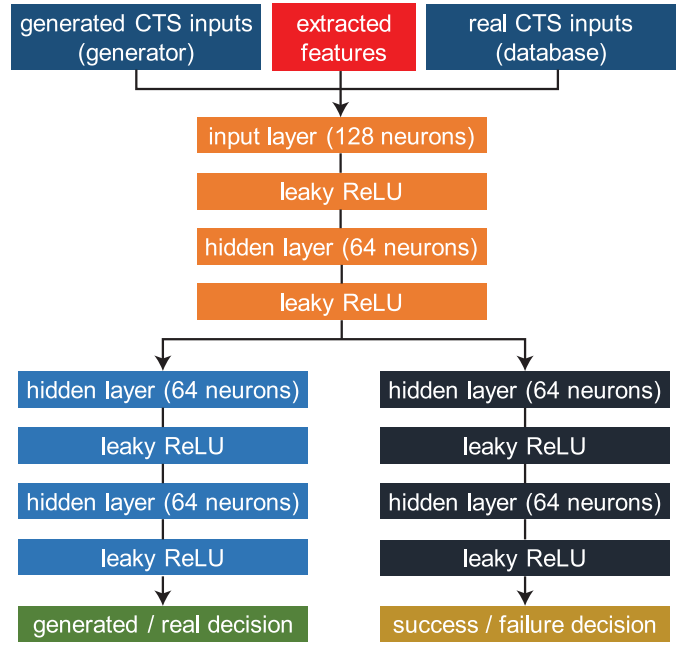 generated CTS inputs
(generator)
extracted
features
real CTS inputs
(database)
input layer (128 neurons)
leaky ReLU
hidden layer (64 neurons)
leaky ReLU
hidden layer (64 neurons)
leaky ReLU
hidden layer (64 neurons)
leaky ReLU
generated / real decision
hidden layer (64 neurons)
leaky ReLU
hidden layer (64 neurons)
leaky ReLU
success / failure decision